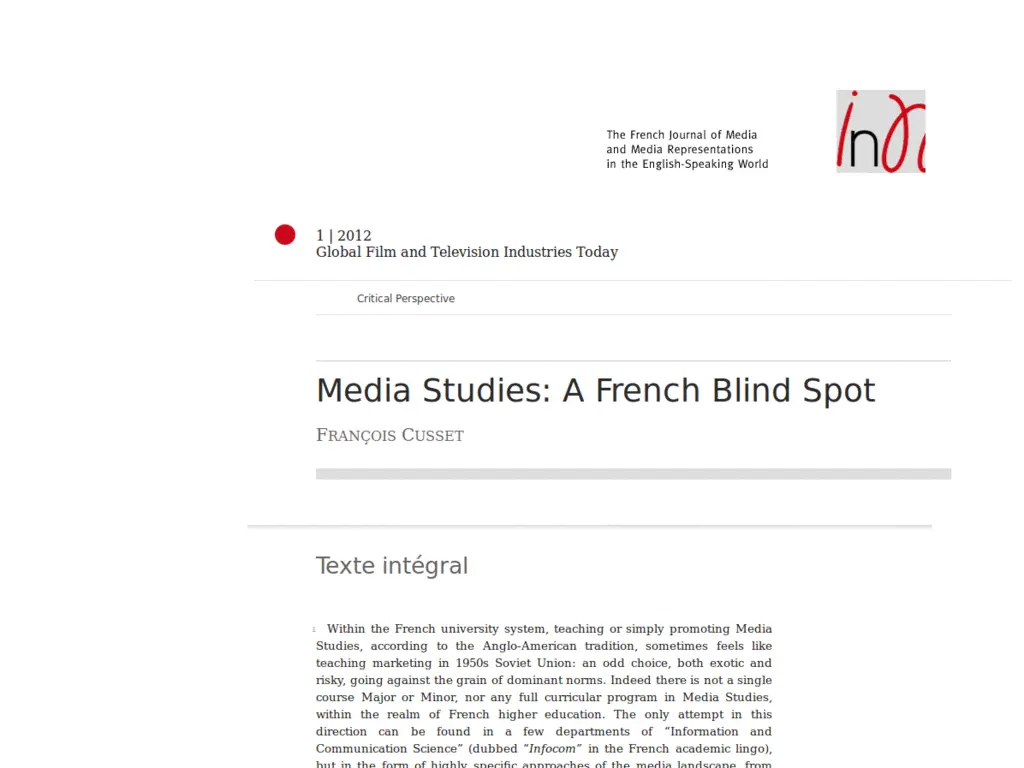 The French Journal of Media
and Media Representations
in the English-Speaking World
in
1 | 2012
Global Film and Television Industries Today
Critical Perspective
Media Studies: A French Blind Spot
FRANÇOIS CUSSET
Texte intégral
1 Within the French university system, teaching or simply promoting Media
Studies, according to the Anglo-American tradition, sometimes feels like
teaching marketing in 1950s Soviet Union: an odd choice, both exotic and
risky, going against the grain of dominant norms. Indeed there is not a single
course Major or Minor, nor any full curricular program in Media Studies,
within the realm of French higher education. The only attempt in this
direction can be found in a few departments of “Information and
Communication Science” (dubbed “Infocom” in the French academic lingo),
but in the form of highly specific approaches of the media landscape, from